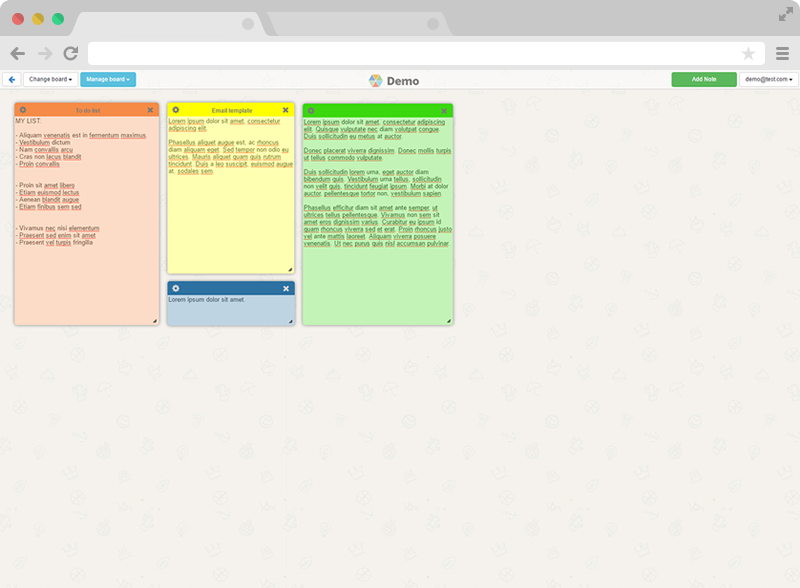 Change board
Manage board
Demo
Add Note
demo@test.com
To do list
MY LIST:
- Aliquam venenatis est in fermentum maximus.
- Vestibulum dictum
- Nam convallis arcu
- Cras non lacus blandit
- Proin convallis
- Proin sit amet libero
- Etiam euismod lectus
- Aenean blandit augue
- Etiam finibus sem sed
- Vivamus nec nisi elementum
- Praesent sed enim sit amet
- Praesent vel turpis fringilla
Email template
Lorem ipsum dolor sit amet, consectetur
adipiscing elit.
Phasellus aliquet augue est, ac rhoncus
diam aliquam eget. Sed tempor non odio eu
ultrices. Mauris aliquet quam quis rutrum
tincidunt. Duis a leo suscipit, euismod augue
at, sodales sem.
Lorem ipsum dolor sit amet.
Lorem ipsum dolor sit amet, consectetur adipiscing
elit. Quisque vulputate nec diam volutpat congue.
Duis sollicitudin eu metus at auctor.
Donec placerat viverra dignissim. Donec mollis turpis
ut tellus commodo vulputate.
Duis sollicitudin lorem urna, eget auctor diam
bibendum quis. Vestibulum urna tellus, sollicitudin
non velit quis, tincidunt feugiat ipsum. Morbi at dolor
auctor, pellentesque tortor non, vestibulum sapien.
Phasellus efficitur diam sit amet ante semper, ut
ultrices tellus pellentesque. Vivamus non sem sit
amet eros dignissim varius. Curabitur eu ipsum id
quam rhoncus viverra sed et erat. Proin rhoncus justo
vel ante mattis laoreet. Aliquam viverra posuere
venenatis. Ut nec purus quis nisl accumsan pulvinar.